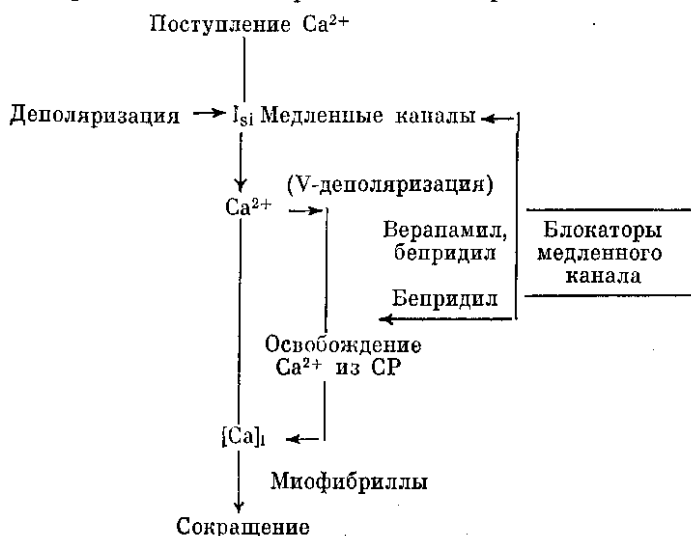 Поступление Ca²⁺
Деполяризация → I_si Медленные каналы
(V-деполяризация)
Ca²⁺
Верапамил,
бепридил
Блокаторы
медленного
канала
Бепридил
Освобождение
Ca²⁺ из СР
[Ca]ᵢ
Миофибриллы
Сокращение